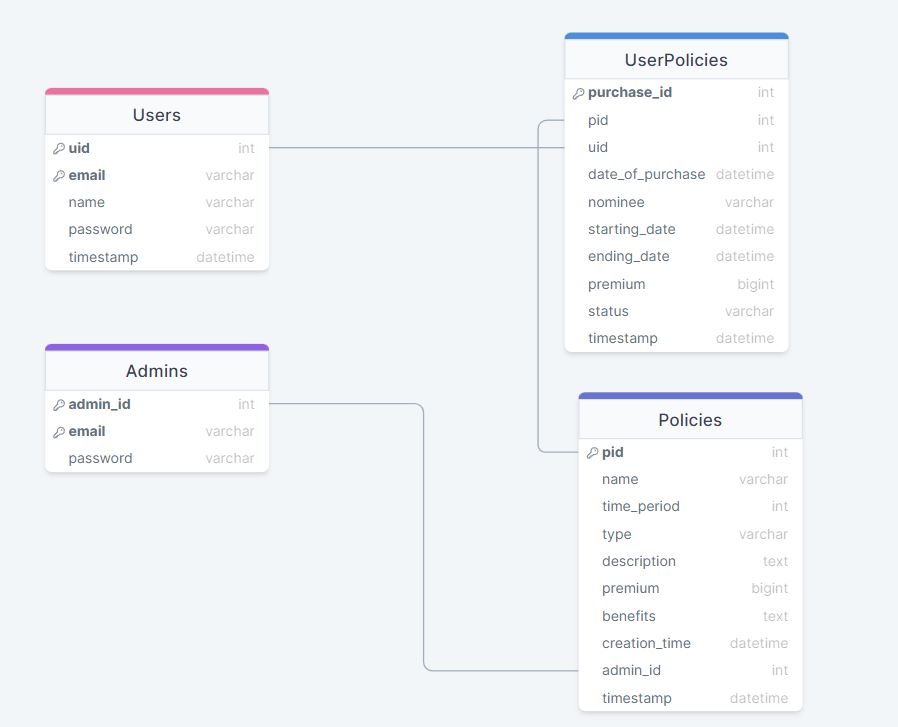 Users
uid int
email varchar
name varchar
password varchar
timestamp datetime
Admins
admin_id int
email varchar
password varchar
UserPolicies
purchase_id int
pid int
uid int
date_of_purchase datetime
nominee varchar
starting_date datetime
ending_date datetime
premium bigint
status varchar
timestamp datetime
Policies
pid int
name varchar
time_period int
type varchar
description text
premium bigint
benefits text
creation_time datetime
admin_id int
timestamp datetime